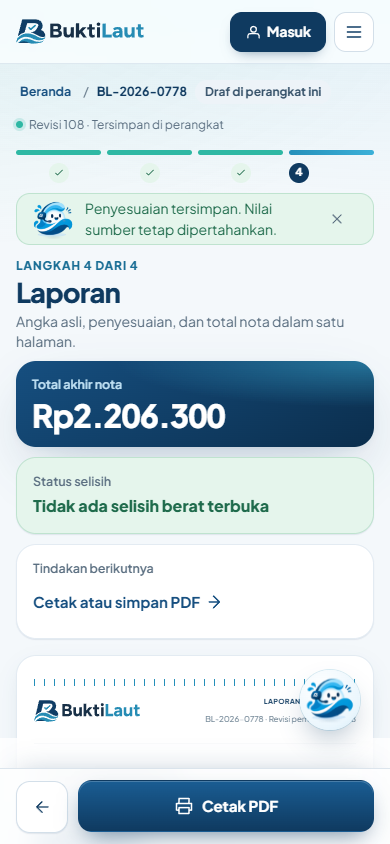 BuktiLaut
Masuk
Beranda / BL-2026-0778 Draf di perangkat ini
Revisi 108 · Tersimpan di perangkat
4
Penyesuaian tersimpan. Nilai
sumber tetap dipertahankan.
LANGKAH 4 DARI 4
Laporan
Angka asli, penyesuaian, dan total nota dalam satu
halaman.
Total akhir nota
Rp2.206.300
Status selisih
Tidak ada selisih berat terbuka
Tindakan berikutnya
Cetak atau simpan PDF
BuktiLaut
LAPORAN
BL-2026-0778 · Revisi
Cetak PDF